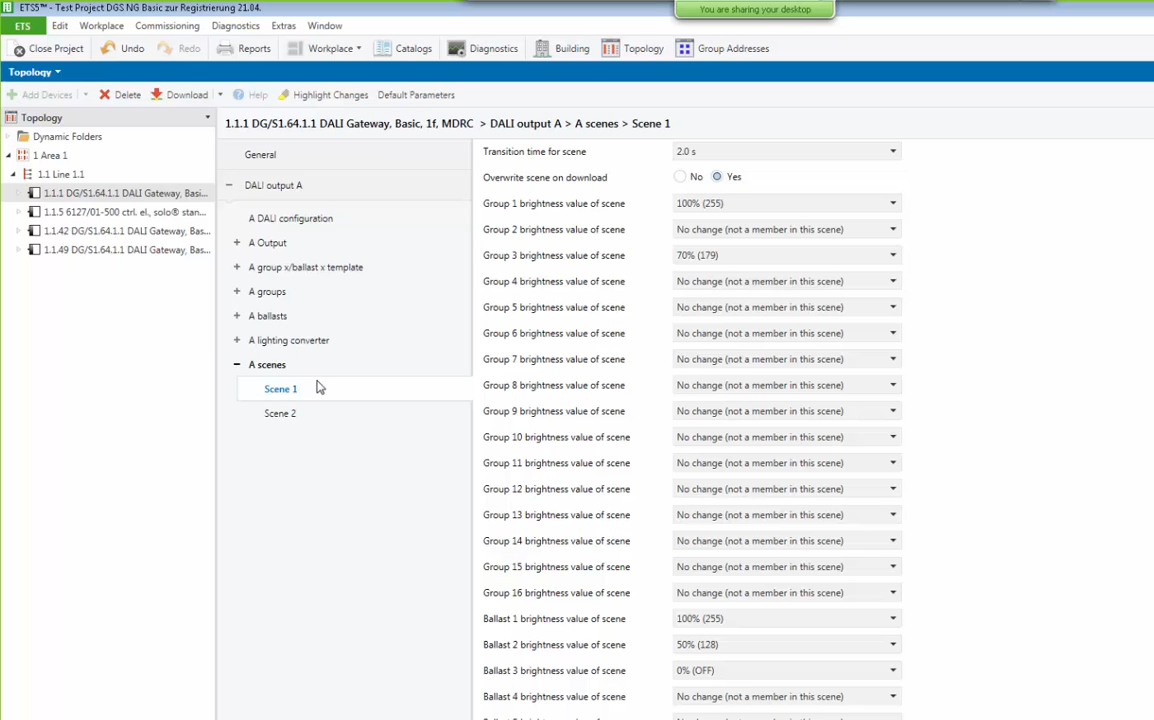 ETS5™ - Test Project DGS NG Basic zur Registrierung 21.04.
You are sharing your desktop
ETS Edit Workplace Commissioning Diagnostics Extras Window
Close Project Undo Redo Reports Workplace Catalogs Diagnostics Building Topology Group Addresses
Topology
Add Devices Delete Download Help Highlight Changes Default Parameters
Topology
Dynamic Folders
1 Area 1
1.1 Line 1.1
1.1.1 DG/S1.64.1.1 DALI Gateway, Basi...
1.1.5 6127/01-500 ctrl. el., solo® stan...
1.1.42 DG/S1.64.1.1 DALI Gateway, Bas...
1.1.49 DG/S1.64.1.1 DALI Gateway, Bas...
1.1.1 DG/S1.64.1.1 DALI Gateway, Basic, 1f, MDRC > DALI output A > A scenes > Scene 1
General
DALI output A
A DALI configuration
A Output
A group x/ballast x template
A groups
A ballasts
A lighting converter
A scenes
Scene 1
Scene 2
Transition time for scene 2.0 s
Overwrite scene on download No Yes
Group 1 brightness value of scene 100% (255)
Group 2 brightness value of scene No change (not a member in this scene)
Group 3 brightness value of scene 70% (179)
Group 4 brightness value of scene No change (not a member in this scene)
Group 5 brightness value of scene No change (not a member in this scene)
Group 6 brightness value of scene No change (not a member in this scene)
Group 7 brightness value of scene No change (not a member in this scene)
Group 8 brightness value of scene No change (not a member in this scene)
Group 9 brightness value of scene No change (not a member in this scene)
Group 10 brightness value of scene No change (not a member in this scene)
Group 11 brightness value of scene No change (not a member in this scene)
Group 12 brightness value of scene No change (not a member in this scene)
Group 13 brightness value of scene No change (not a member in this scene)
Group 14 brightness value of scene No change (not a member in this scene)
Group 15 brightness value of scene No change (not a member in this scene)
Group 16 brightness value of scene No change (not a member in this scene)
Ballast 1 brightness value of scene 100% (255)
Ballast 2 brightness value of scene 50% (128)
Ballast 3 brightness value of scene 0% (OFF)
Ballast 4 brightness value of scene No change (not a member in this scene)